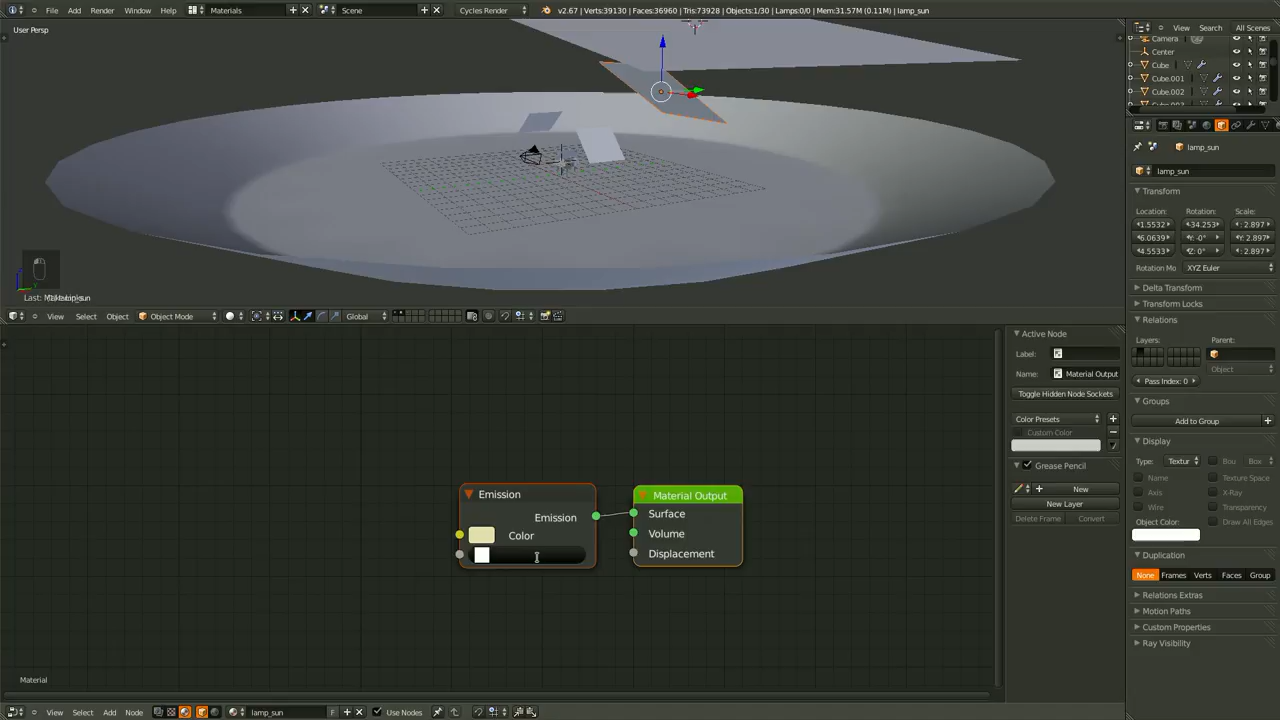 File Add Render Window Help Materials Scene Cycles Render v2.67 | Verts:39130 | Faces:36960 | Tris:73928 | Objects:1/30 | Lamps:0/0 | Mem:31.57M (0.11M) | lamp_sun
User Persp
View Search All Scenes
Camera
Center
Cube
Cube.001
Cube.002
lamp_sun
lamp_sun
Transform
Location: Rotation: Scale:
1.5532 34.253 : 2.897
6.0639 Y: -0° Y: 2.897
4.5533 Z: 0° : 2.897
Rotation Mo XYZ Euler
Delta Transform
Transform Locks
Relations
Layers: Parent:
Object
Pass Index: 0
Groups
Add to Group
Display
Type: Textur Bou Box
Name Texture Space
Axis X-Ray
Wire Transparency
Object Color: Draw All Edges
Duplication
None Frames Verts Faces Group
Relations Extras
Motion Paths
Custom Properties
Ray Visibility
View Select Object Object Mode Global
Active Node
Label:
Name: Material Output
Toggle Hidden Node Sockets
Color Presets
Custom Color
Grease Pencil
New
New Layer
Delete Frame Convert
Emission
Emission
Color
Material Output
Surface
Volume
Displacement
Material
View Select Add Node lamp_sun F Use Nodes